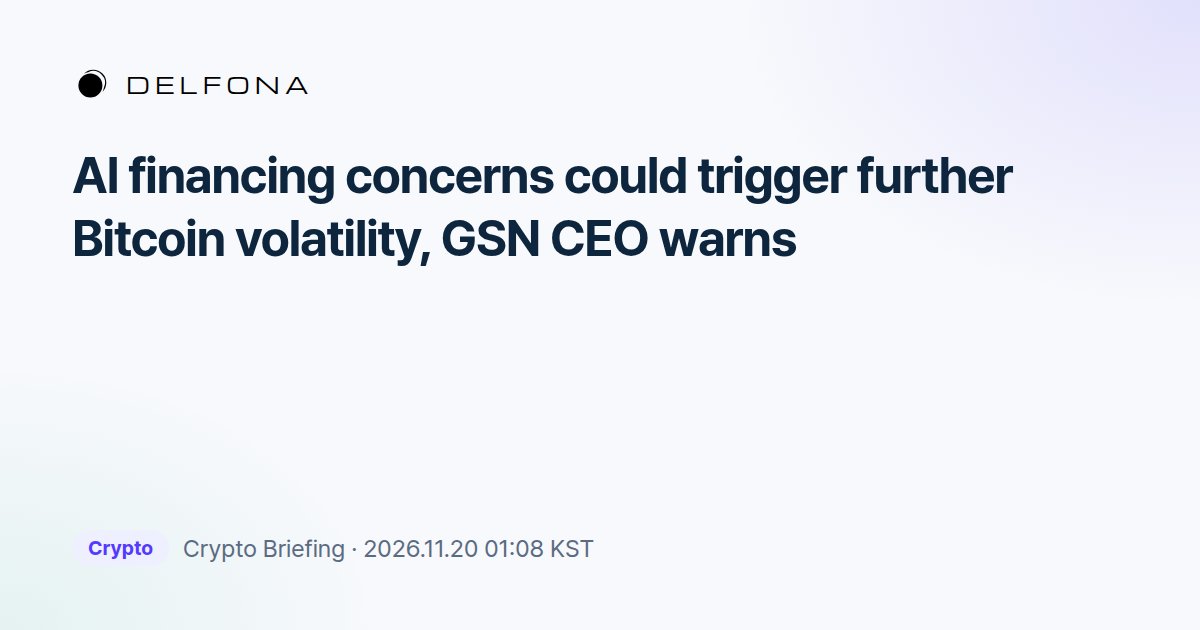 DELFONA
AI financing concerns could trigger further
Bitcoin volatility, GSN CEO warns
Crypto Crypto Briefing · 2026.11.20 01:08 KST